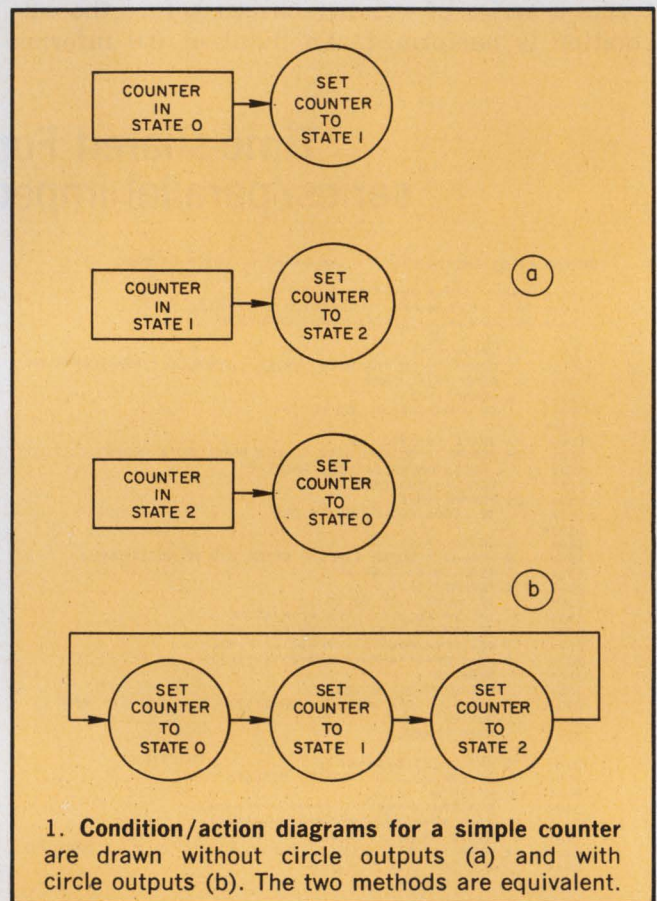 COUNTER
IN
STATE 0
SET
COUNTER
TO
STATE 1
COUNTER
IN
STATE 1
SET
COUNTER
TO
STATE 2
a
COUNTER
IN
STATE 2
SET
COUNTER
TO
STATE 0
b
SET
COUNTER
TO
STATE 0
SET
COUNTER
TO
STATE 1
SET
COUNTER
TO
STATE 2
1. Condition/action diagrams for a simple counter
are drawn without circle outputs (a) and with
circle outputs (b). The two methods are equivalent.